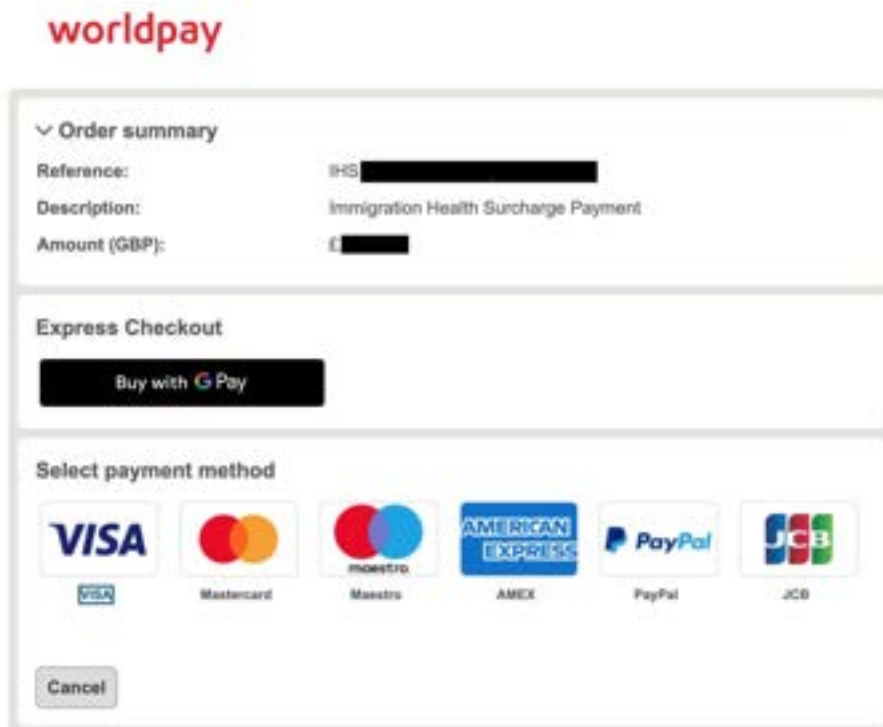 worldpay
Order summary
Reference: IHS
Description: Immigration Health Surcharge Payment
Amount (GBP): £
Express Checkout
Buy with G Pay
Select payment method
VISA
maestro
AMERICAN EXPRESS
PayPal
JCB
VISA Mastercard Maestro AMEX PayPal JCB
Cancel